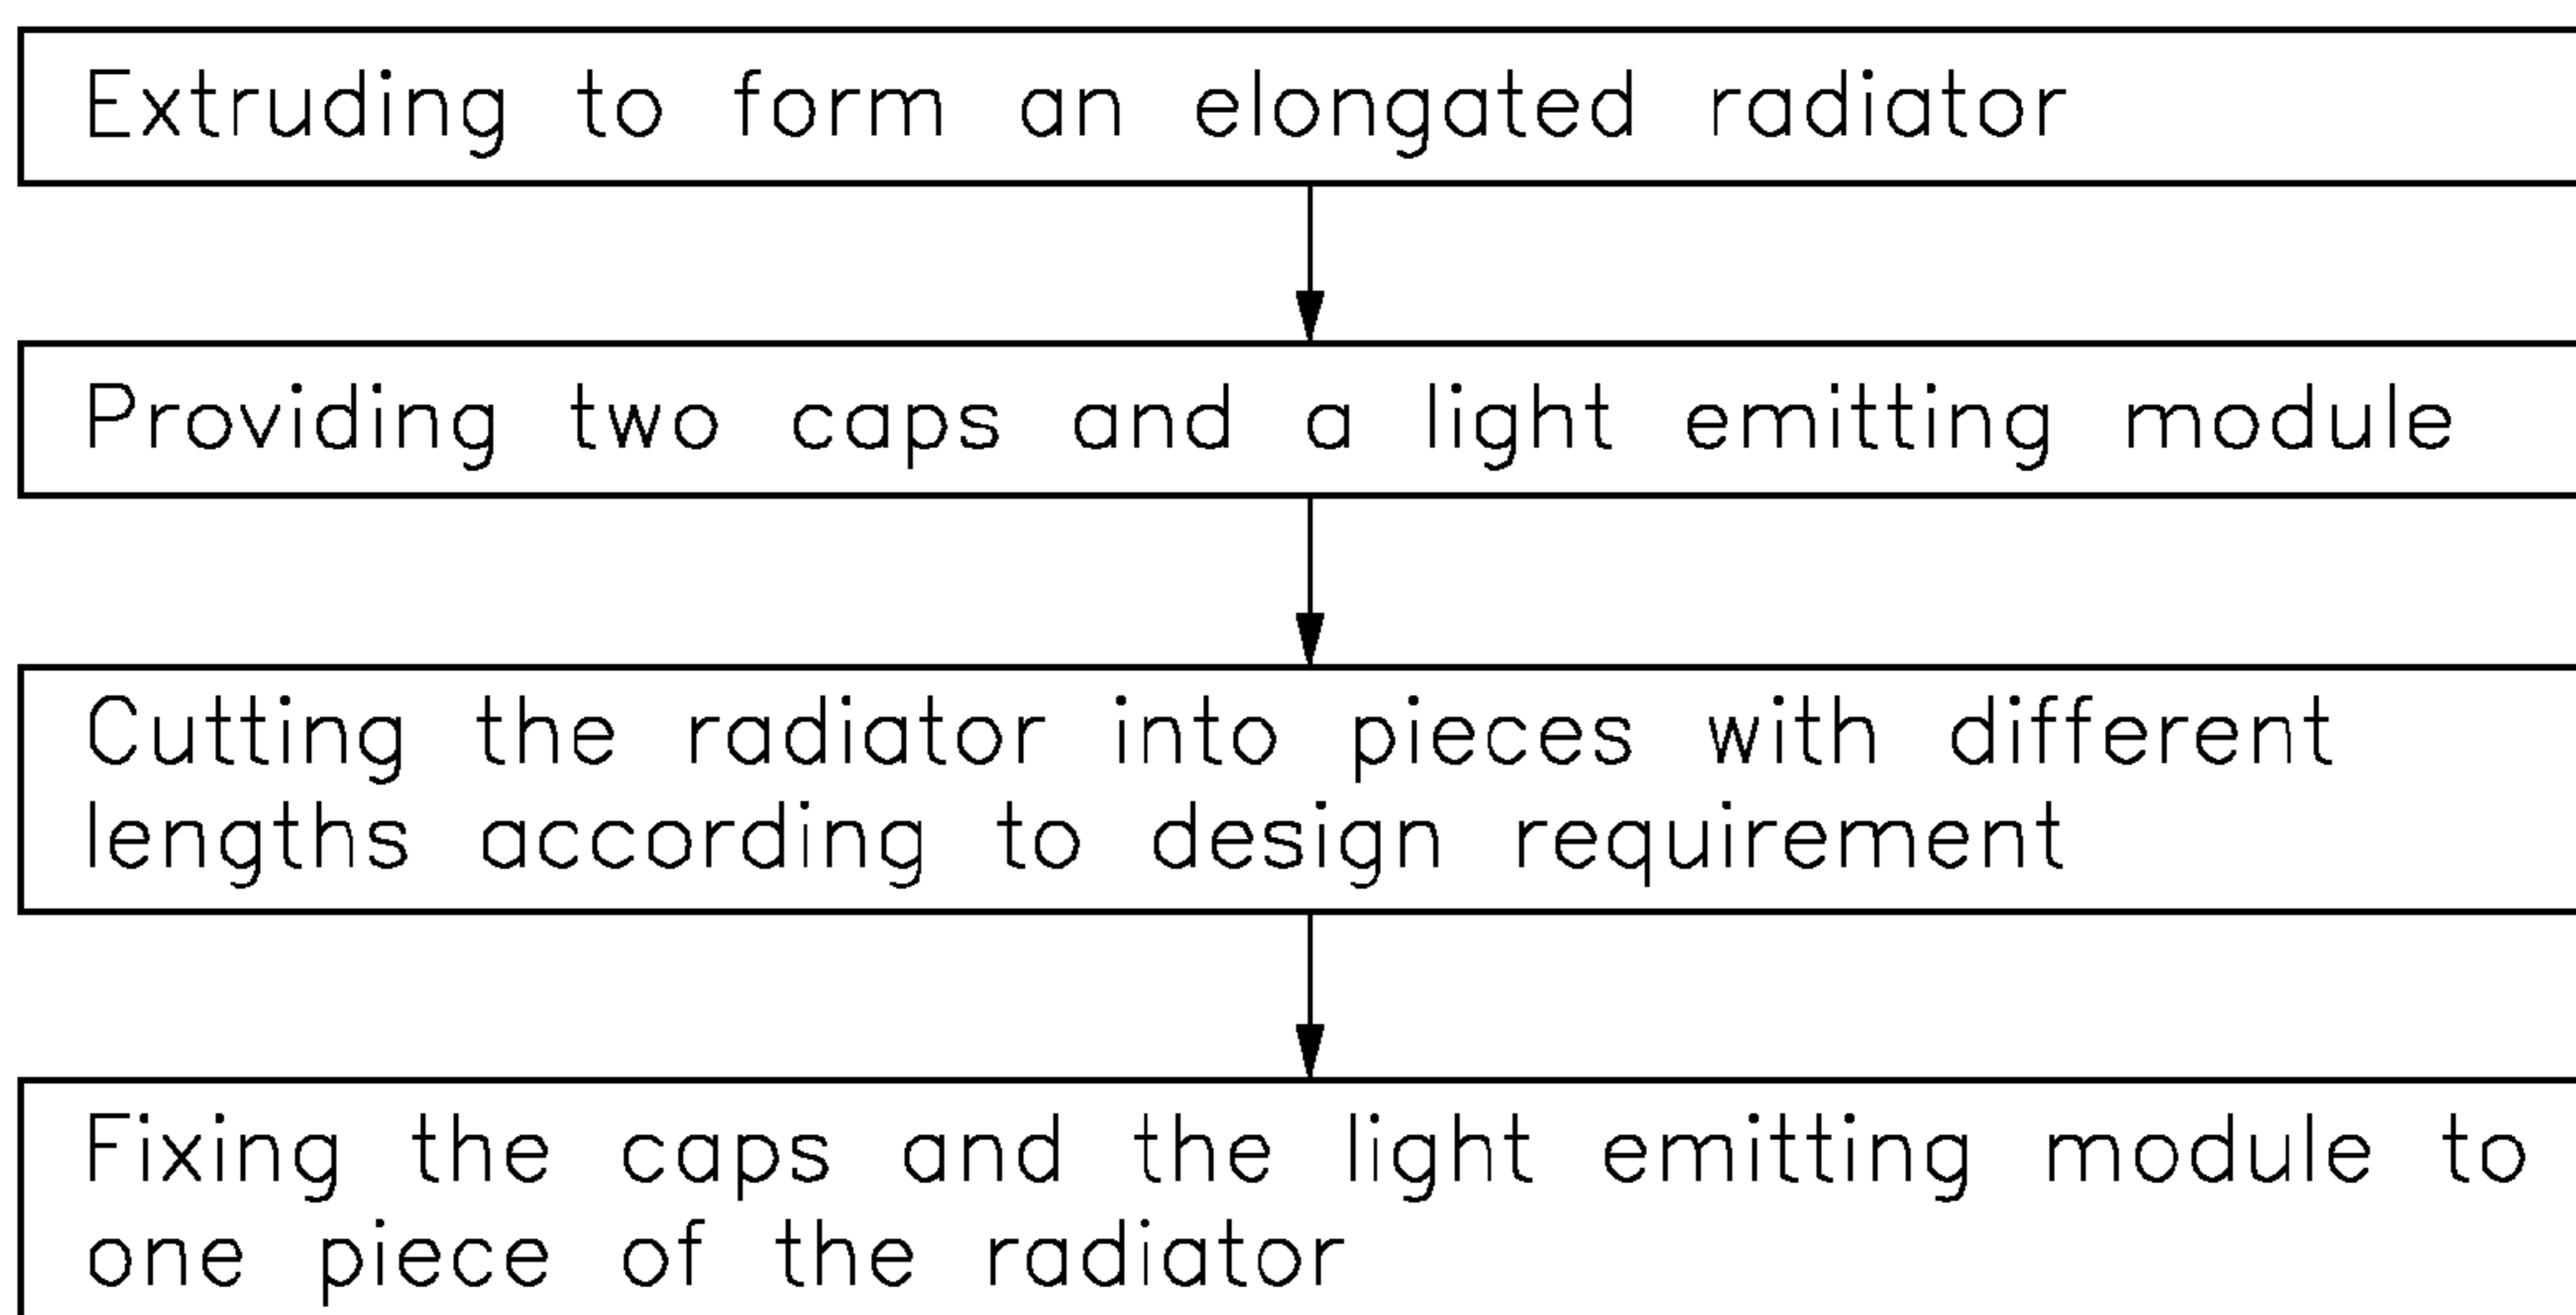 Extruding to form an elongated radiator
Providing two caps and a light emitting module
Cutting the radiator into pieces with different
lengths according to design requirement
Fixing the caps and the light emitting module to
one piece of the radiator